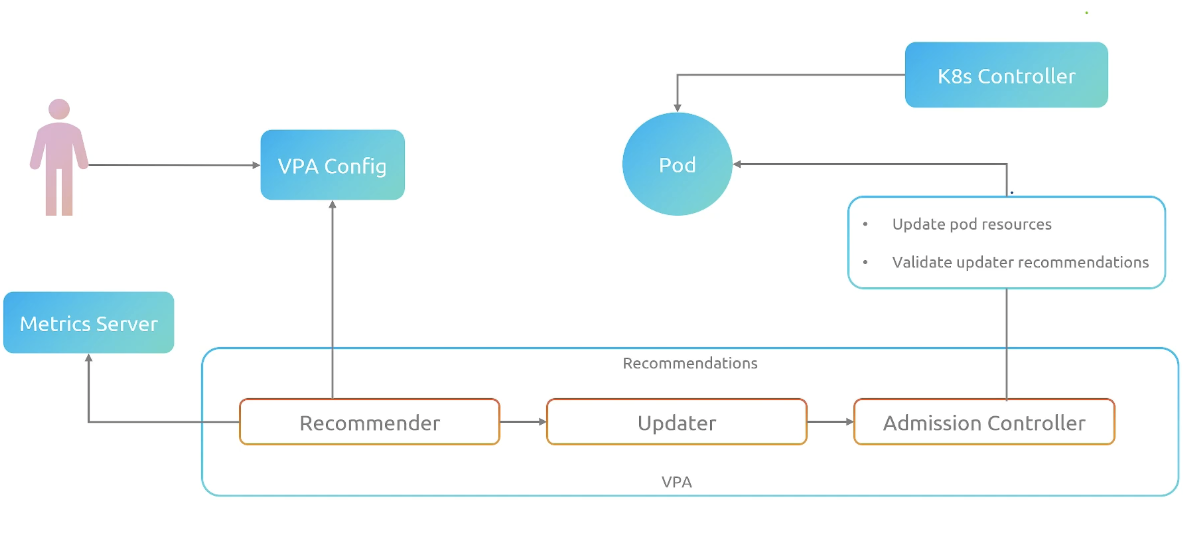 K8s Controller
VPA Config
Pod
• Update pod resources
• Validate updater recommendations
Metrics Server
Recommendations
Recommender
Updater
Admission Controller
VPA